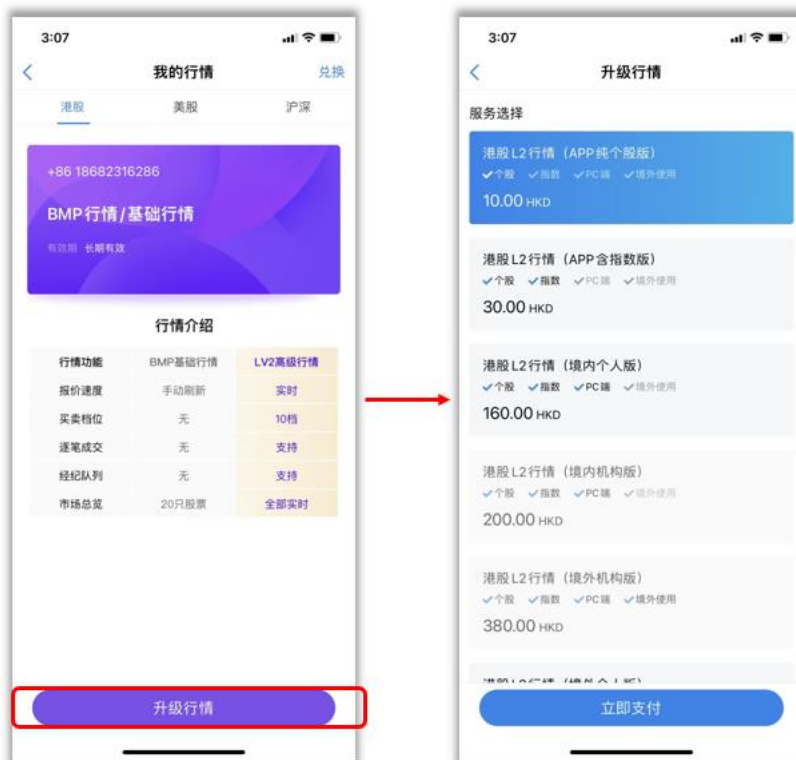 3:07
我的行情
兑换
港股 美股 沪深
+86 18682316286
BMP行情/基础行情
有效期 长期有效
行情介绍
行情功能 BMP基础行情 LV2高级行情
报价速度 手动刷新 实时
买卖档位 无 10档
逐笔成交 无 支持
经纪队列 无 支持
市场总览 20只股票 全部实时
升级行情
3:07
升级行情
服务选择
港股L2行情（APP纯个股版）
个股 指数 PC端 境外使用
10.00 HKD
港股L2行情（APP含指数版）
个股 指数 PC端 境外使用
30.00 HKD
港股L2行情（境内个人版）
个股 指数 PC端 境外使用
160.00 HKD
港股L2行情（境内机构版）
个股 指数 PC端 境外使用
200.00 HKD
港股L2行情（境外机构版）
个股 指数 PC端 境外使用
380.00 HKD
立即支付